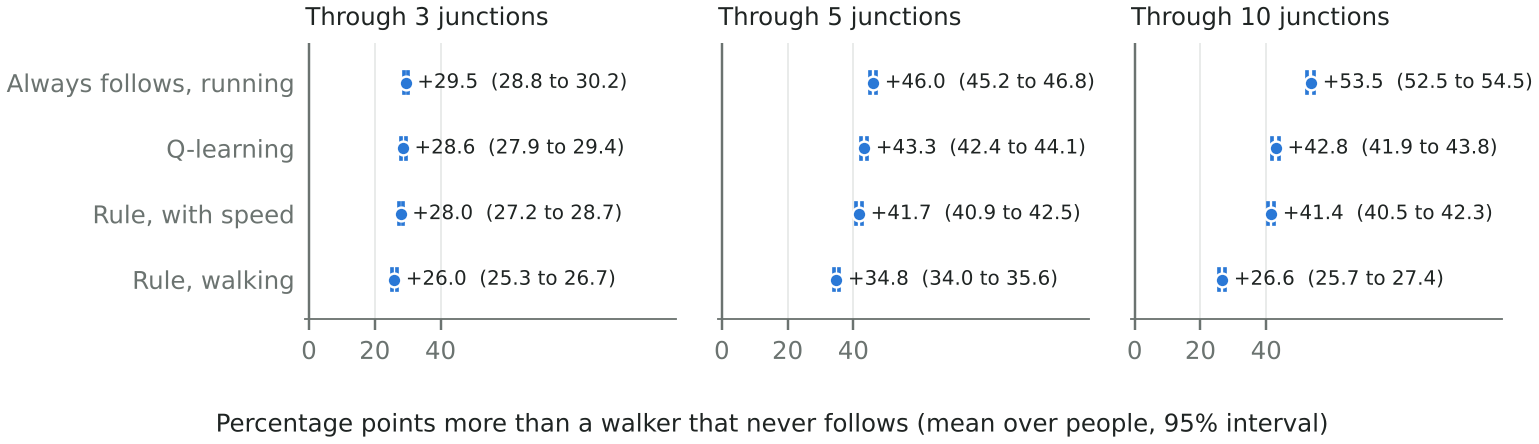 Through 3 junctions
Through 5 junctions
Through 10 junctions
Always follows, running
+29.5 (28.8 to 30.2)
+46.0 (45.2 to 46.8)
+53.5 (52.5 to 54.5)
Q-learning
+28.6 (27.9 to 29.4)
+43.3 (42.4 to 44.1)
+42.8 (41.9 to 43.8)
Rule, with speed
+28.0 (27.2 to 28.7)
+41.7 (40.9 to 42.5)
+41.4 (40.5 to 42.3)
Rule, walking
+26.0 (25.3 to 26.7)
+34.8 (34.0 to 35.6)
+26.6 (25.7 to 27.4)
0 20 40
0 20 40
0 20 40
Percentage points more than a walker that never follows (mean over people, 95% interval)